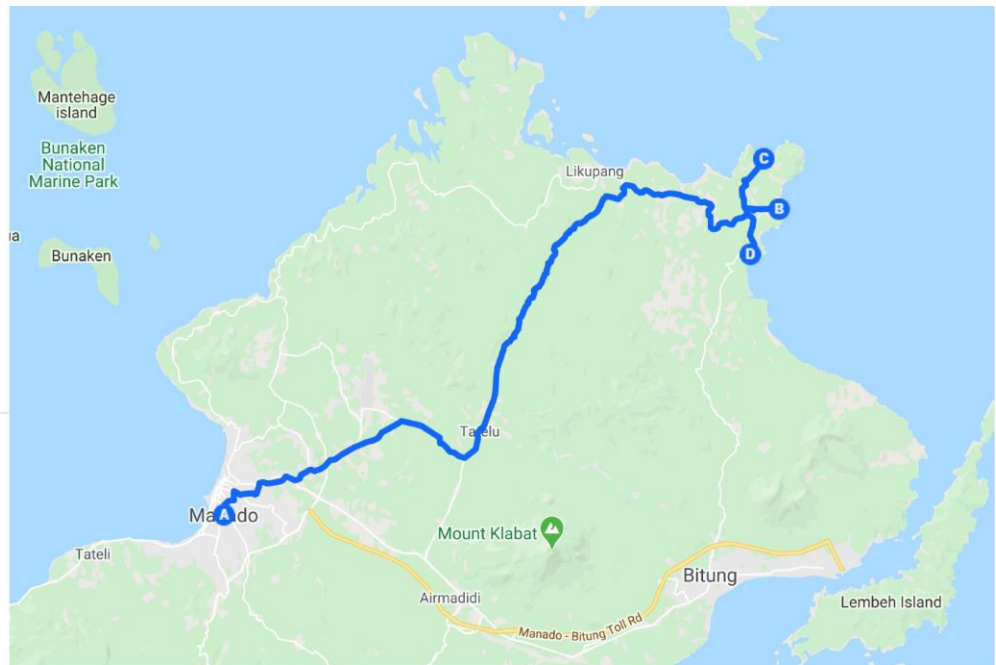 Mantehage
island
Bunaken
National
Marine Park
ua
Bunaken
Likupang
C
B
D
Tatelu
A
Manado
Mount Klabat
Tateli
Bitung
Airmadidi
Lembeh Island
Manado - Bitung Toll Rd